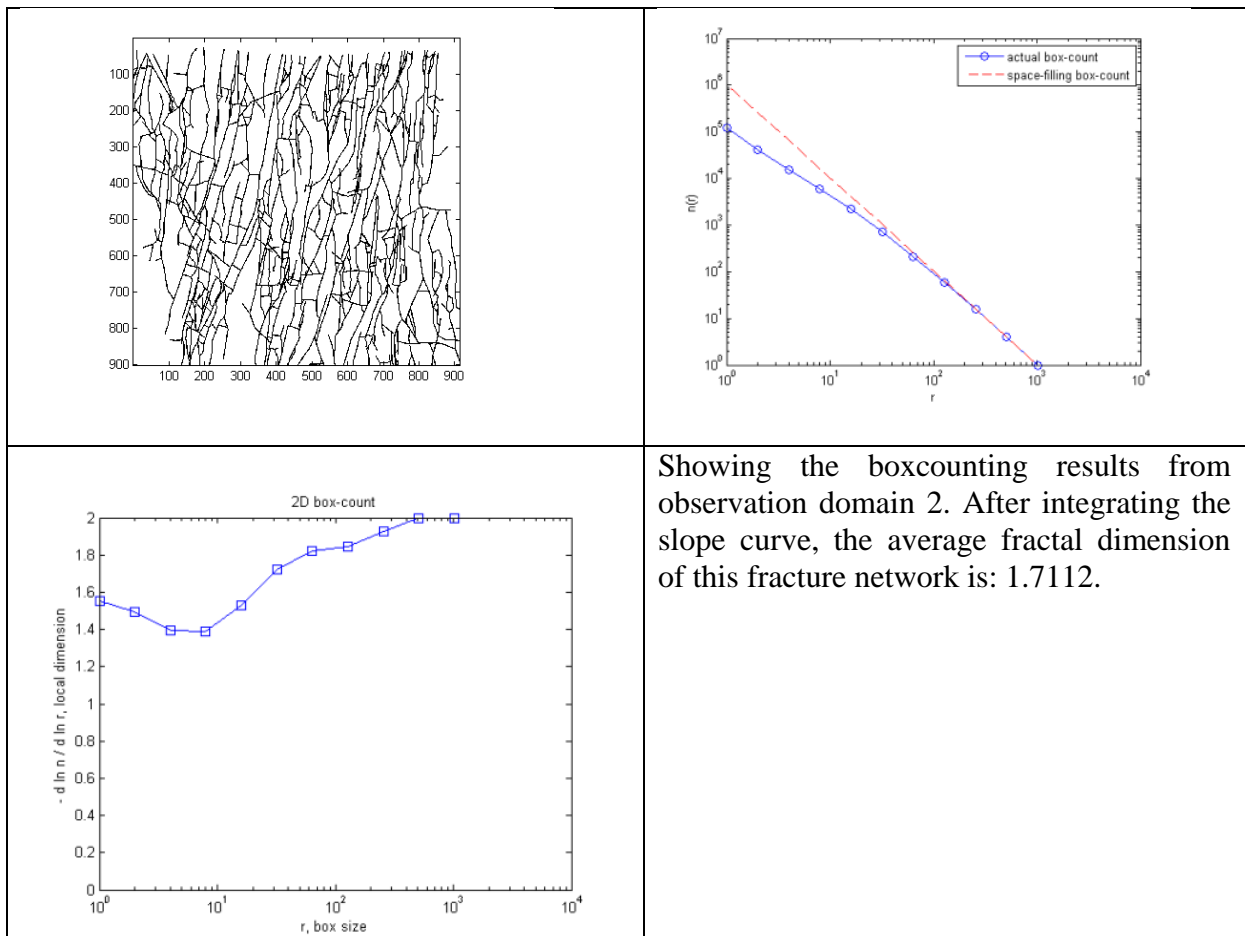 100
200
300
400
500
600
700
800
900
100 200 300 400 500 600 700 800 900
10^7
10^6
10^5
10^4
10^3
10^2
10^1
10^0
n(r)
actual box-count
space-filling box-count
10^0 10^1 10^2 10^3 10^4
r
2D box-count
2
1.8
1.6
1.4
1.2
1
0.8
0.6
0.4
0.2
0
- d ln n / d ln r, local dimension
10^0 10^1 10^2 10^3 10^4
r, box size
Showing the boxcounting results from
observation domain 2. After integrating the
slope curve, the average fractal dimension
of this fracture network is: 1.7112.